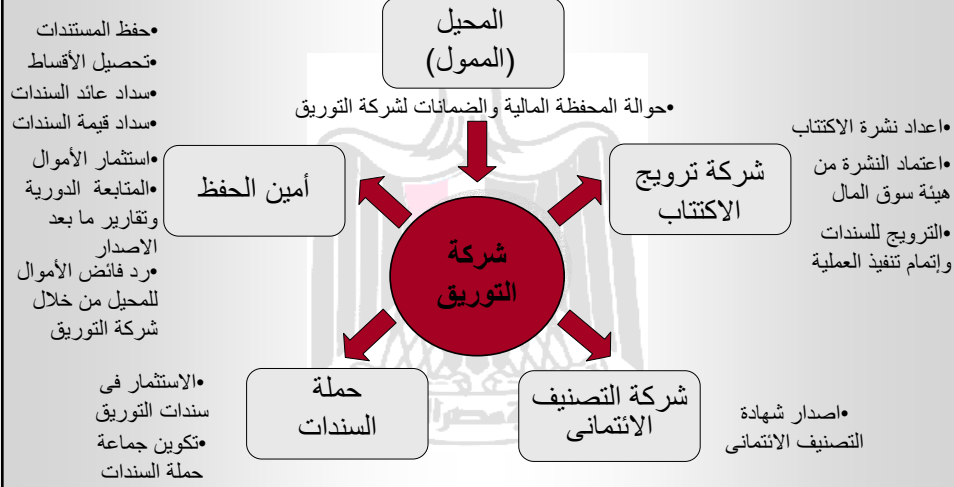 المحيل
(الممول)
•حوالة المحفظة المالية والضمانات لشركة التوريق
شركة ترويج
الاكتتاب
•اعداد نشرة الاكتتاب
•اعتماد النشرة من
هيئة سوق المال
•الترويج للسندات
وإتمام تنفيذ العملية
أمين الحفظ
•حفظ المستندات
•تحصيل الأقساط
•سداد عائد السندات
•سداد قيمة السندات
•استثمار الأموال
•المتابعة الدورية
وتقارير ما بعد
الاصدار
•رد فائض الأموال
للمحيل من خلال
شركة التوريق
شركة
التوريق
شركة التصنيف
الائتمانى
•اصدار شهادة
التصنيف الائتمانى
حملة
السندات
•الاستثمار فى
سندات التوريق
•تكوين جماعة
حملة السندات